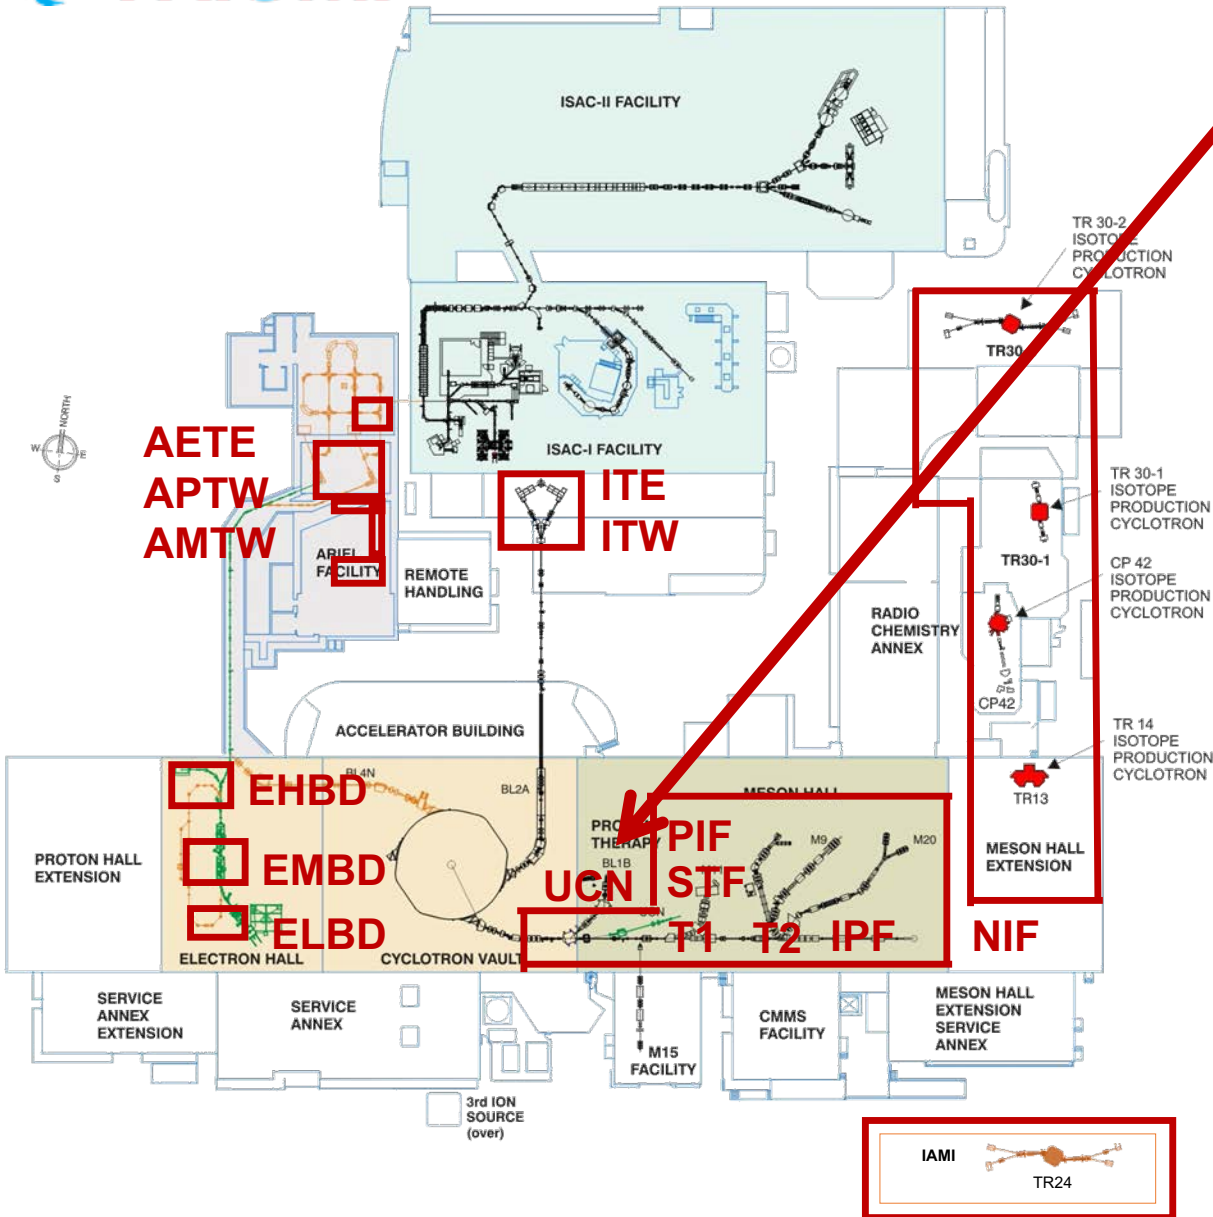 ISAC-II FACILITY
TR 30-2
ISOTOPE
PRODUCTION
CYCLOTRON
TR30
NORTH
W
E
S
ISAC-I FACILITY
AETE
APTW
AMTW
ITE
ITW
TR 30-1
ISOTOPE
PRODUCTION
CYCLOTRON
TR30-1
ARIEL
FACILITY
REMOTE
HANDLING
CP 42
ISOTOPE
PRODUCTION
CYCLOTRON
RADIO
CHEMISTRY
ANNEX
CP42
ACCELERATOR BUILDING
TR 14
ISOTOPE
PRODUCTION
CYCLOTRON
TR13
BL4N
BL2A
MESON HALL
EHBD
EMBD
ELBD
PROTON HALL
EXTENSION
PROTON
THERAPY
BL1B
UCN
UCN
PIF
STF
M9
M20
MESON HALL
EXTENSION
T1
T2
IPF
NIF
ELECTRON HALL
CYCLOTRON VAULT
SERVICE
ANNEX
EXTENSION
SERVICE
ANNEX
M15
FACILITY
CMMS
FACILITY
MESON HALL
EXTENSION
SERVICE
ANNEX
3rd ION
SOURCE
(over)
IAMI
TR24